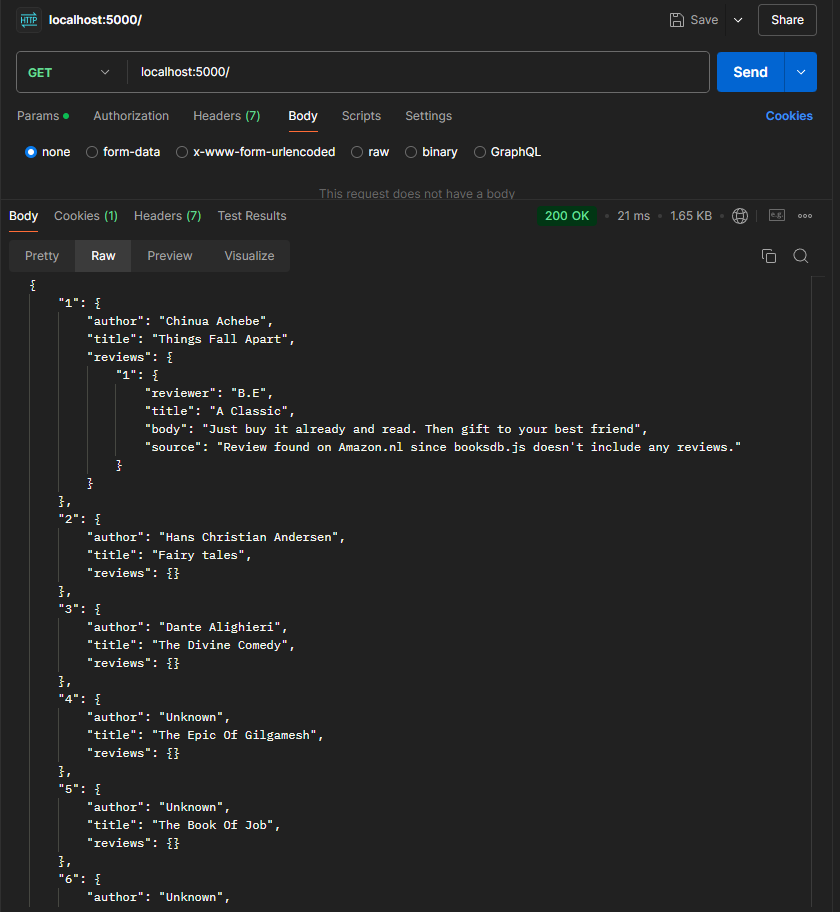 HTTP localhost:5000/ Save Share
GET localhost:5000/ Send
Params Authorization Headers (7) Body Scripts Settings Cookies
none form-data x-www-form-urlencoded raw binary GraphQL
This request does not have a body
Body Cookies (1) Headers (7) Test Results 200 OK • 21 ms • 1.65 KB • e.g.
Pretty Raw Preview Visualize
{
    "1": {
        "author": "Chinua Achebe",
        "title": "Things Fall Apart",
        "reviews": {
            "1": {
                "reviewer": "B.E",
                "title": "A Classic",
                "body": "Just buy it already and read. Then gift to your best friend",
                "source": "Review found on Amazon.nl since booksdb.js doesn't include any reviews."
            }
        }
    },
    "2": {
        "author": "Hans Christian Andersen",
        "title": "Fairy tales",
        "reviews": {}
    },
    "3": {
        "author": "Dante Alighieri",
        "title": "The Divine Comedy",
        "reviews": {}
    },
    "4": {
        "author": "Unknown",
        "title": "The Epic Of Gilgamesh",
        "reviews": {}
    },
    "5": {
        "author": "Unknown",
        "title": "The Book Of Job",
        "reviews": {}
    },
    "6": {
        "author": "Unknown",